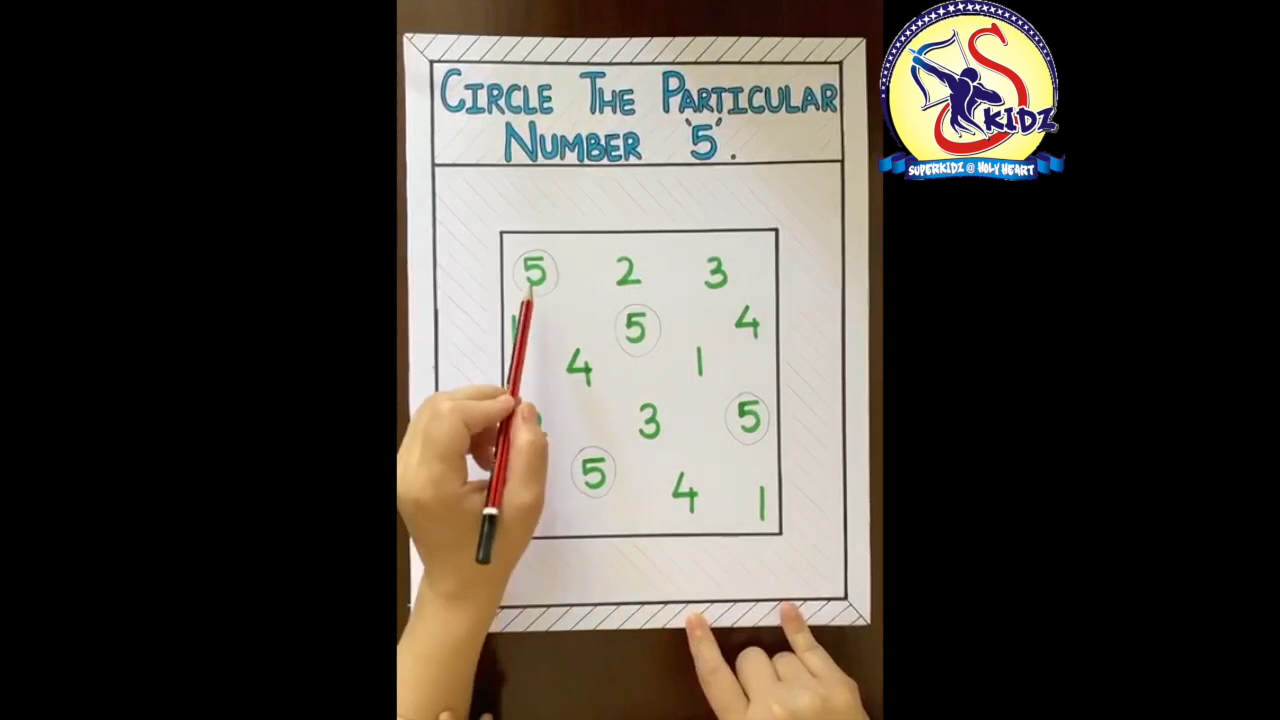 CIRCLE THE PARTICULAR
NUMBER '5'.
S
KIDZ
SUPERKIDZ @ HOLY HEART
5 2 3
1 5 4
4 1
3 5
5 4 1